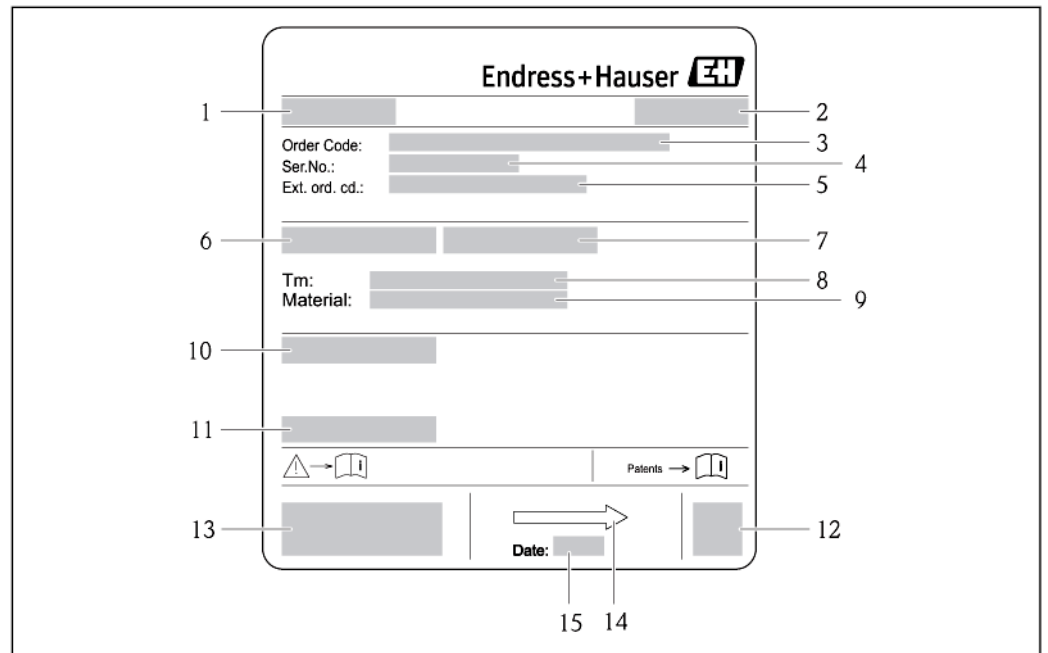 Endress+Hauser EH
1
2
Order Code:
3
Ser.No.:
4
Ext. ord. cd.:
5
6
7
Tm:
8
Material:
9
10
11
i
Patents
i
13
12
Date:
15
14